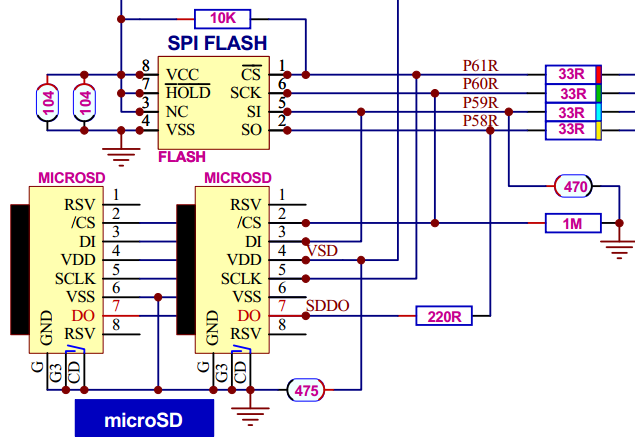 10K
SPI FLASH
8 VCC CS 1 P61R 33R
7 HOLD SCK 6 P60R 33R
3 NC SI 5 P59R 33R
4 VSS SO 2 P58R 33R
104 104
FLASH
MICROSD MICROSD
470
RSV 1 RSV 1
/CS 2 /CS 2 1M
DI 3 DI 3
VSD
VDD 4 VDD 4
SCLK 5 SCLK 5
VSS 6 VSS 6
DO 7 DO 7 SDDO
220R
RSV 8 RSV 8
GND GND
G G3 CD G G3 CD
475
microSD